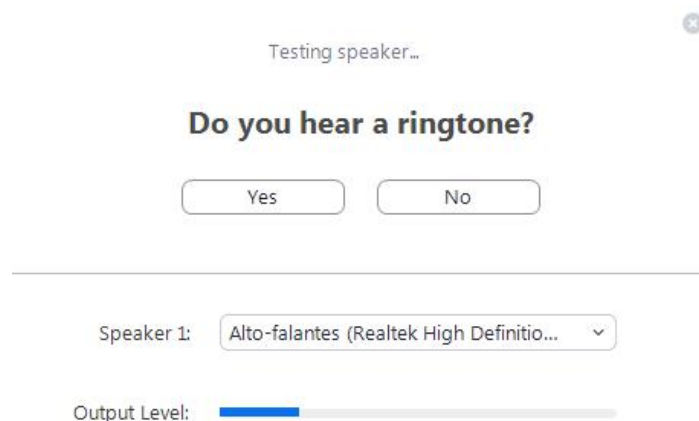 Testing speaker...
Do you hear a ringtone?
Yes No
Speaker 1: Alto-falantes (Realtek High Definitio...
Output Level: